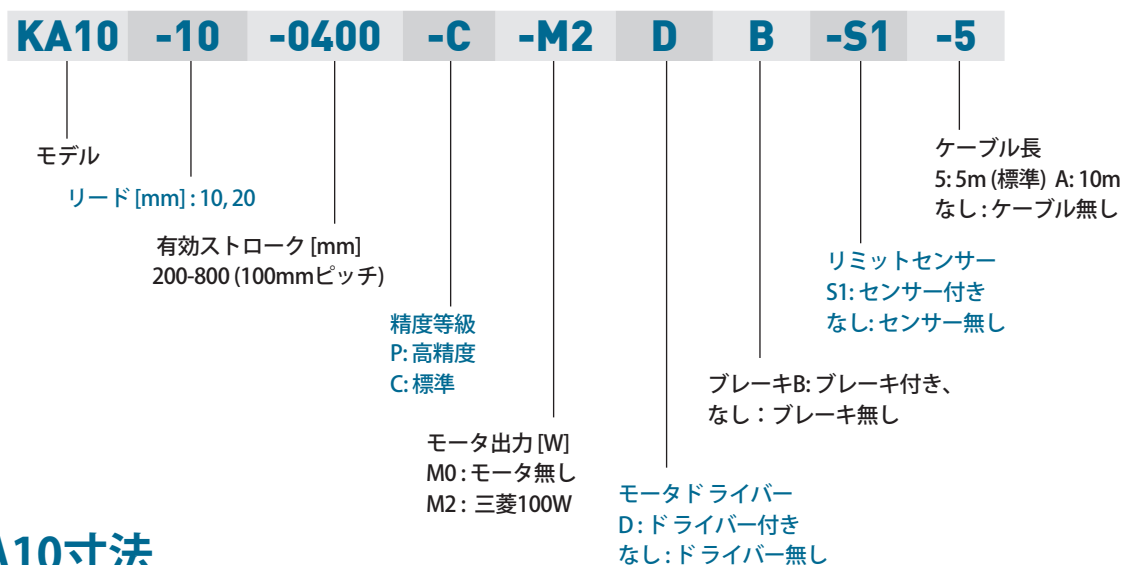 KA10 -10 -0400 -C -M2 D B -S1 -5
モデル
リード [mm] : 10, 20
有効ストローク [mm]
200-800 (100mmピッチ)
精度等級
P: 高精度
C: 標準
モータ出力 [W]
M0 : モータ無し
M2 : 三菱100W
モータドライバー
D : ドライバー付き
なし : ドライバー無し
ブレーキB: ブレーキ付き、
なし：ブレーキ無し
リミットセンサー
S1: センサー付き
なし: センサー無し
ケーブル長
5: 5m (標準) A: 10m
なし : ケーブル無し
A10寸法